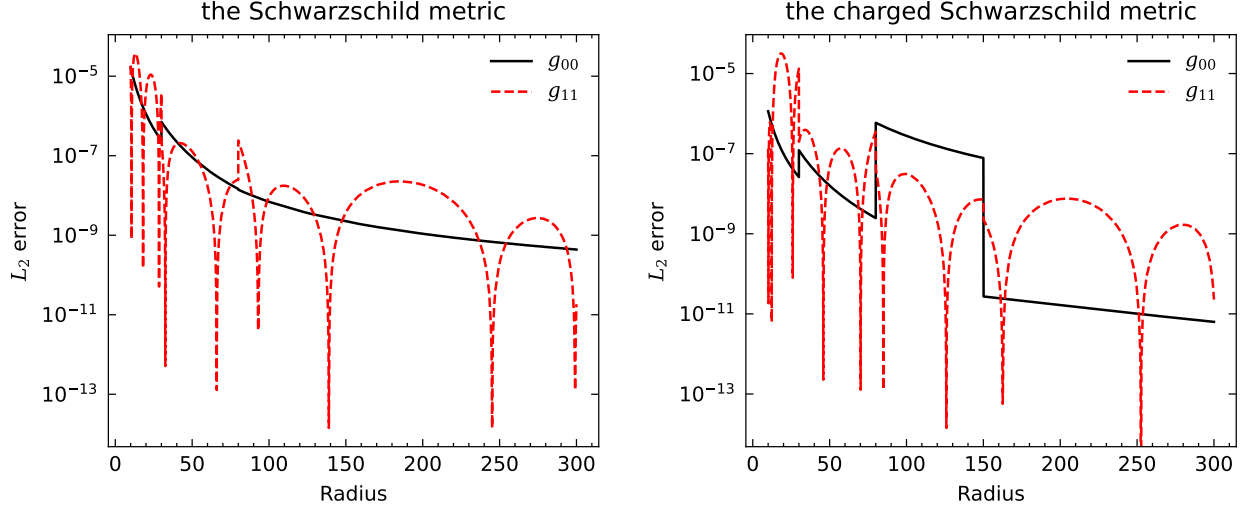 the Schwarzschild metric
L₂ error
10⁻⁵
10⁻⁷
10⁻⁹
10⁻¹¹
10⁻¹³
g₀₀
g₁₁
0 50 100 150 200 250 300
Radius
the charged Schwarzschild metric
L₂ error
10⁻⁵
10⁻⁷
10⁻⁹
10⁻¹¹
10⁻¹³
g₀₀
g₁₁
0 50 100 150 200 250 300
Radius